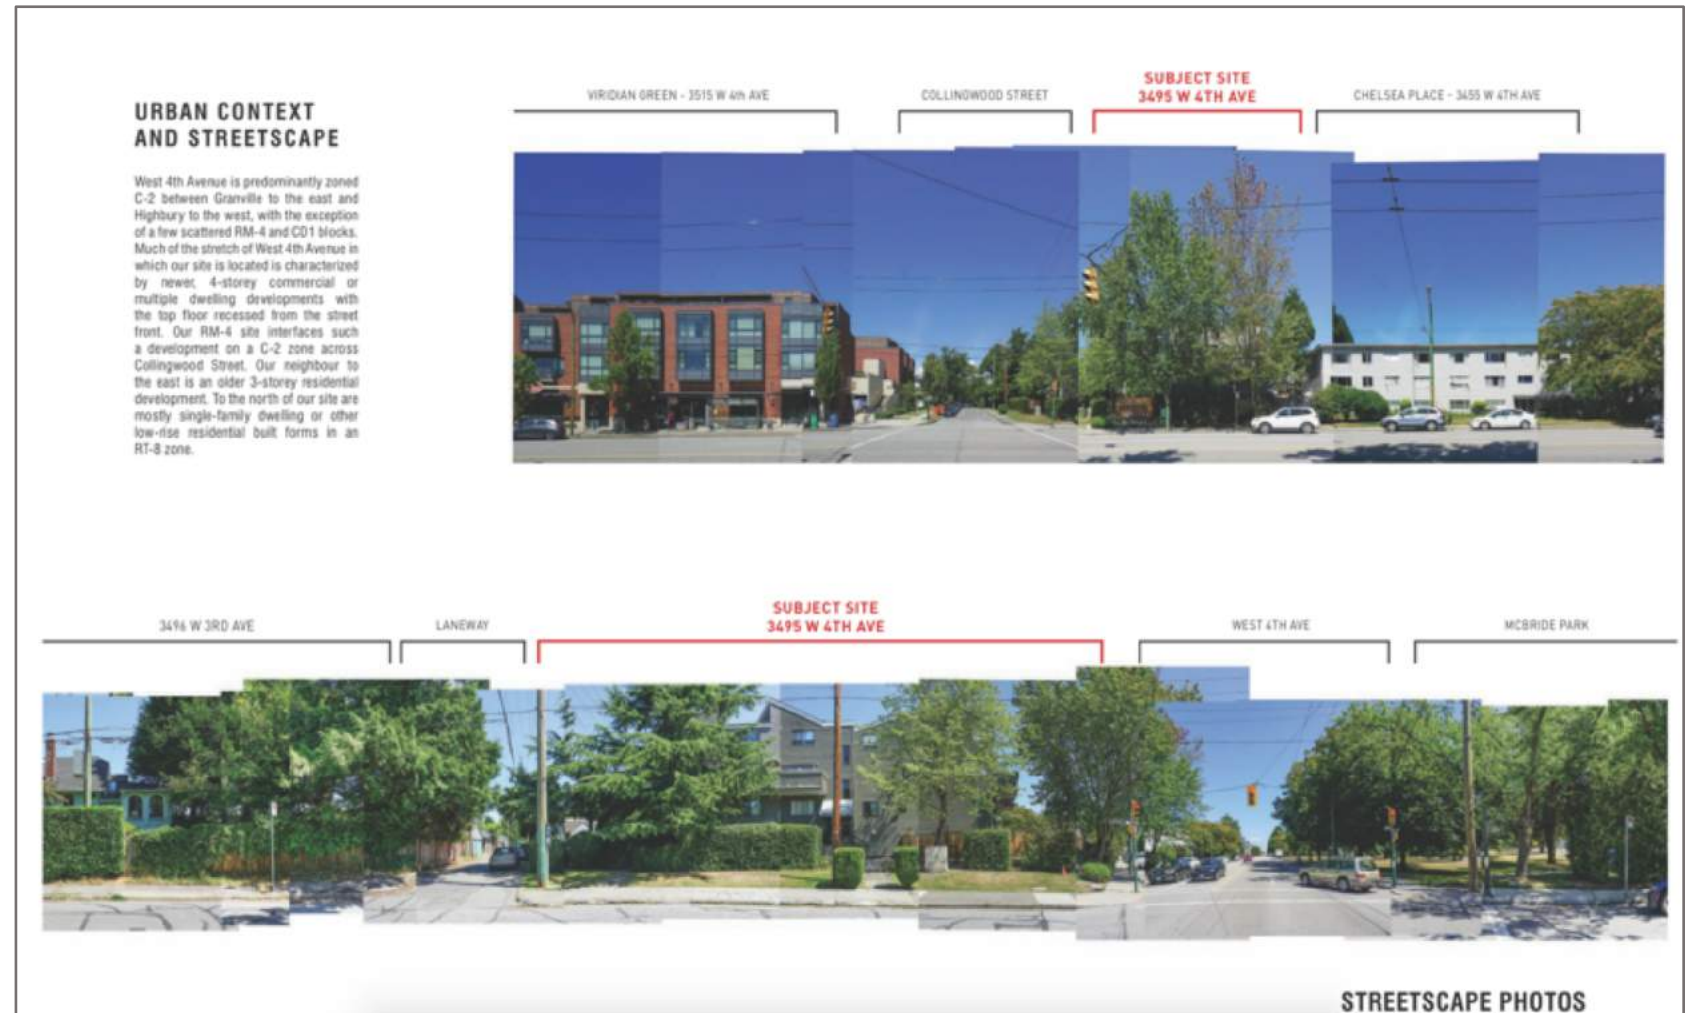 URBAN CONTEXT
AND STREETSCAPE
West 4th Avenue is predominantly zoned
C-2 between Granville to the east and
Highbury to the west, with the exception
of a few scattered RM-4 and CD1 blocks.
Much of the stretch of West 4th Avenue in
which our site is located is characterized
by newer, 4-storey commercial or
multiple dwelling developments with
the top floor recessed from the street
front. Our RM-4 site interfaces such
a development on a C-2 zone across
Collingwood Street. Our neighbour to
the east is an older 3-storey residential
development. To the north of our site are
mostly single-family dwelling or other
low-rise residential built forms in an
RT-8 zone.
VIRIDIAN GREEN - 3515 W 4th AVE
COLLINGWOOD STREET
SUBJECT SITE
3495 W 4TH AVE
CHELSEA PLACE - 3455 W 4TH AVE
3496 W 3RD AVE
LANEWAY
SUBJECT SITE
3495 W 4TH AVE
WEST 4TH AVE
MCBRIDE PARK
STREETSCAPE PHOTOS